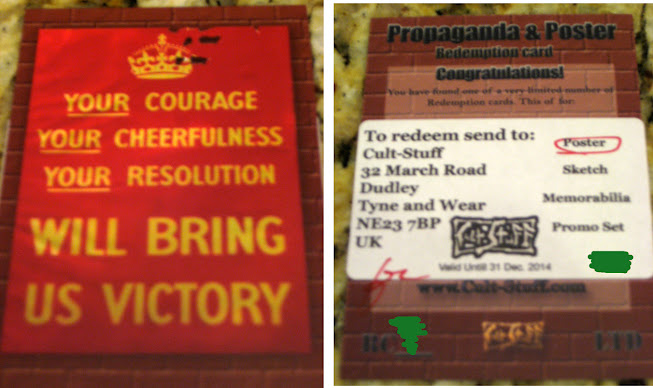 YOUR COURAGE
YOUR CHEERFULNESS
YOUR RESOLUTION
WILL BRING
US VICTORY
Propaganda & Poster
Redemption card
Congratulations!
You have found one of a very limited number of
Redemption cards. This of for:
To redeem send to:
Cult-Stuff
32 March Road
Dudley
Tyne and Wear
NE23 7BP
UK
Poster
Sketch
Memorabilia
Promo Set
Valid Untill 31 Dec. 2014
www.Cult-Stuff.com
RC
LTD